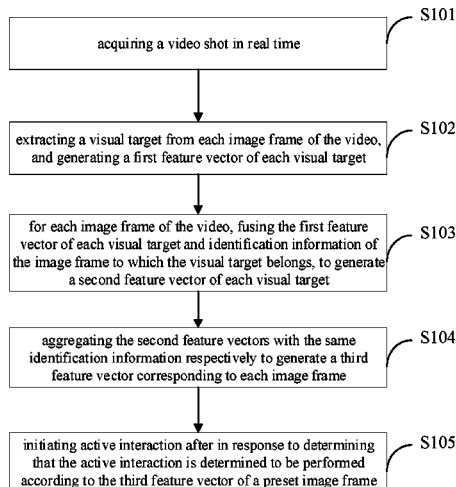 S101
acquiring a video shot in real time
S102
extracting a visual target from each image frame of the video,
and generating a first feature vector of each visual target
S103
for each image frame of the video, fusing the first feature
vector of each visual target and identification information of
the image frame to which the visual target belongs, to generate
a second feature vector of each visual target
S104
aggregating the second feature vectors with the same
identification information respectively to generate a third
feature vector corresponding to each image frame
S105
initiating active interaction after in response to determining
that the active interaction is determined to be performed
according to the third feature vector of a preset image frame